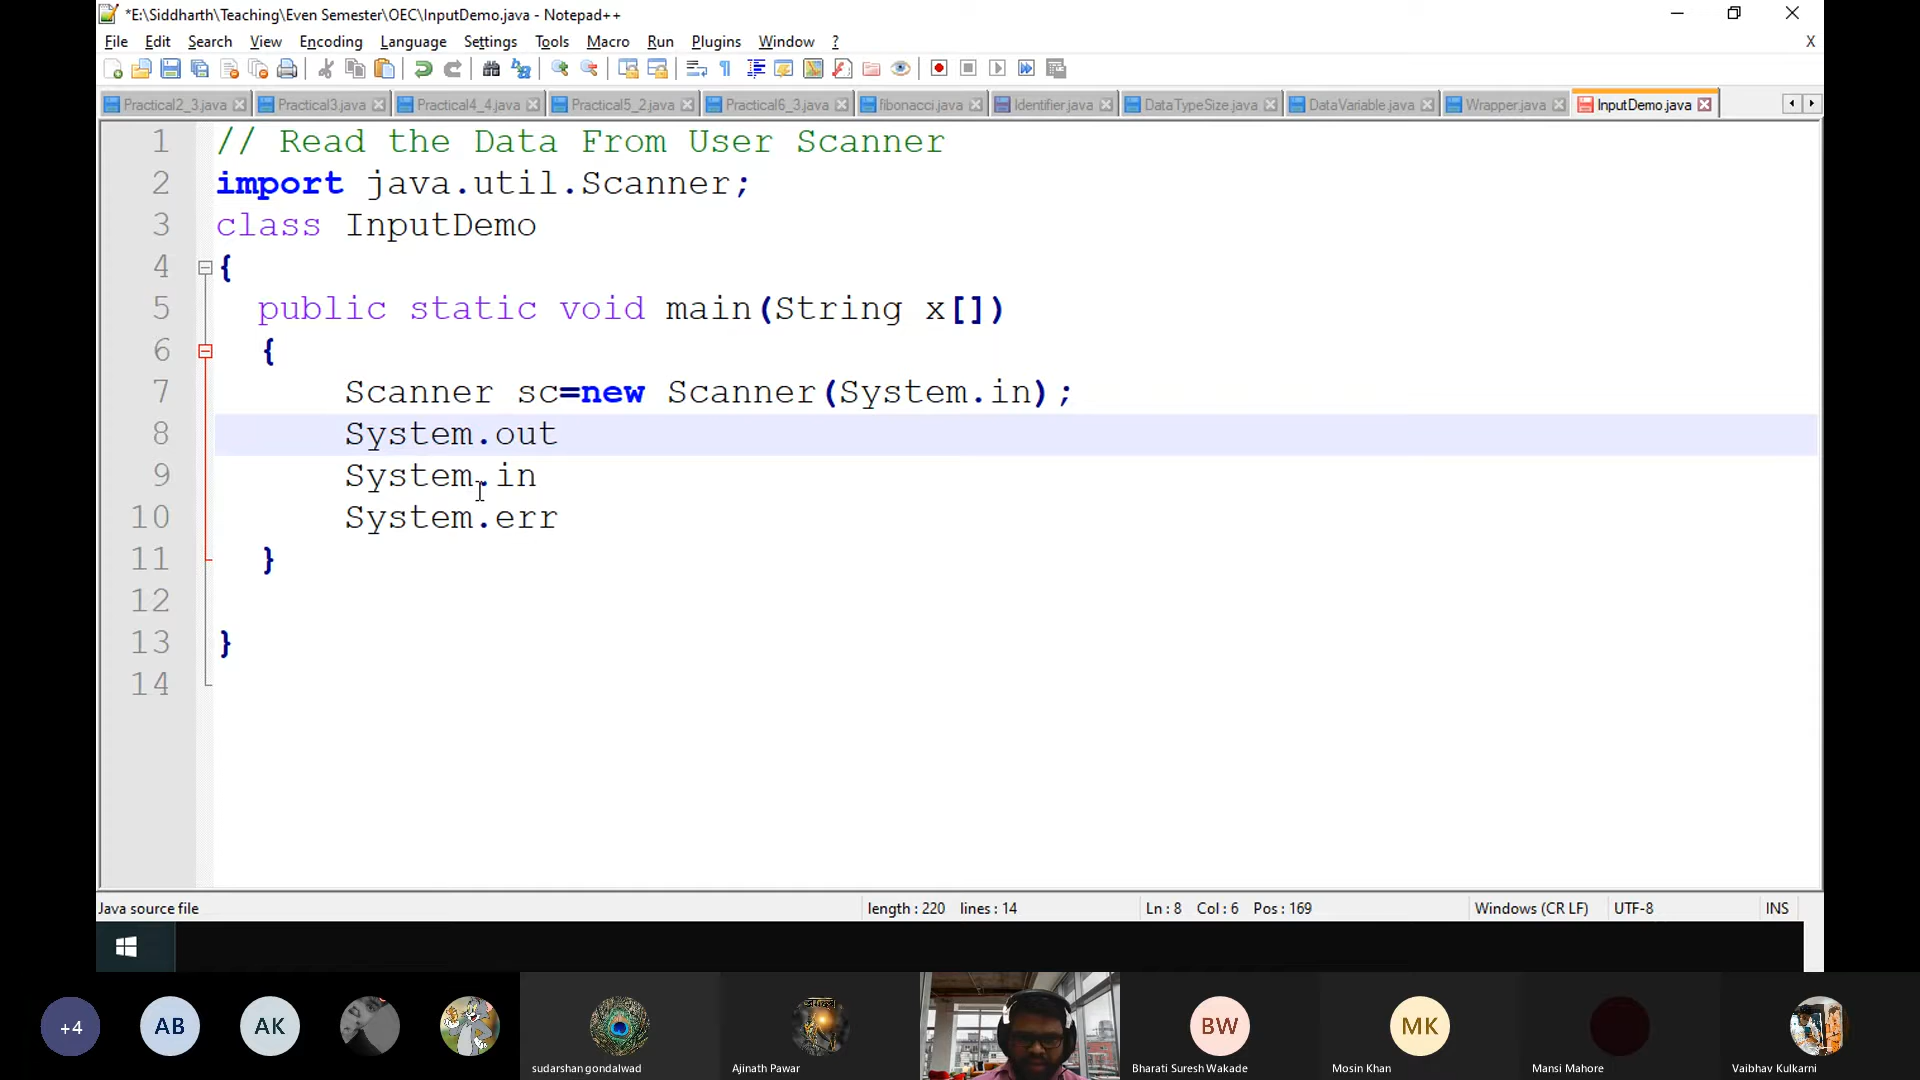 *E:\Siddharth\Teaching\Even Semester\OEC\InputDemo.java - Notepad++
File Edit Search View Encoding Language Settings Tools Macro Run Plugins Window ? X
Practical2_3.java Practical3.java Practical4_4.java Practical5_2.java Practical6_3.java fibonacci.java Identifier.java DataTypeSize.java DataVariable.java Wrapper.java InputDemo.java
1 // Read the Data From User Scanner
2 import java.util.Scanner;
3 class InputDemo
4 {
5 public static void main(String x[])
6 {
7 Scanner sc=new Scanner(System.in);
8 System.out
9 System.in
10 System.err
11 }
12
13 }
14
Java source file length : 220 lines : 14 Ln : 8 Col : 6 Pos : 169 Windows (CR LF) UTF-8 INS
+4 AB AK BW MK
sudarshan gondalwad Ajinath Pawar Bharati Suresh Wakade Mosin Khan Mansi Mahore Vaibhav Kulkarni